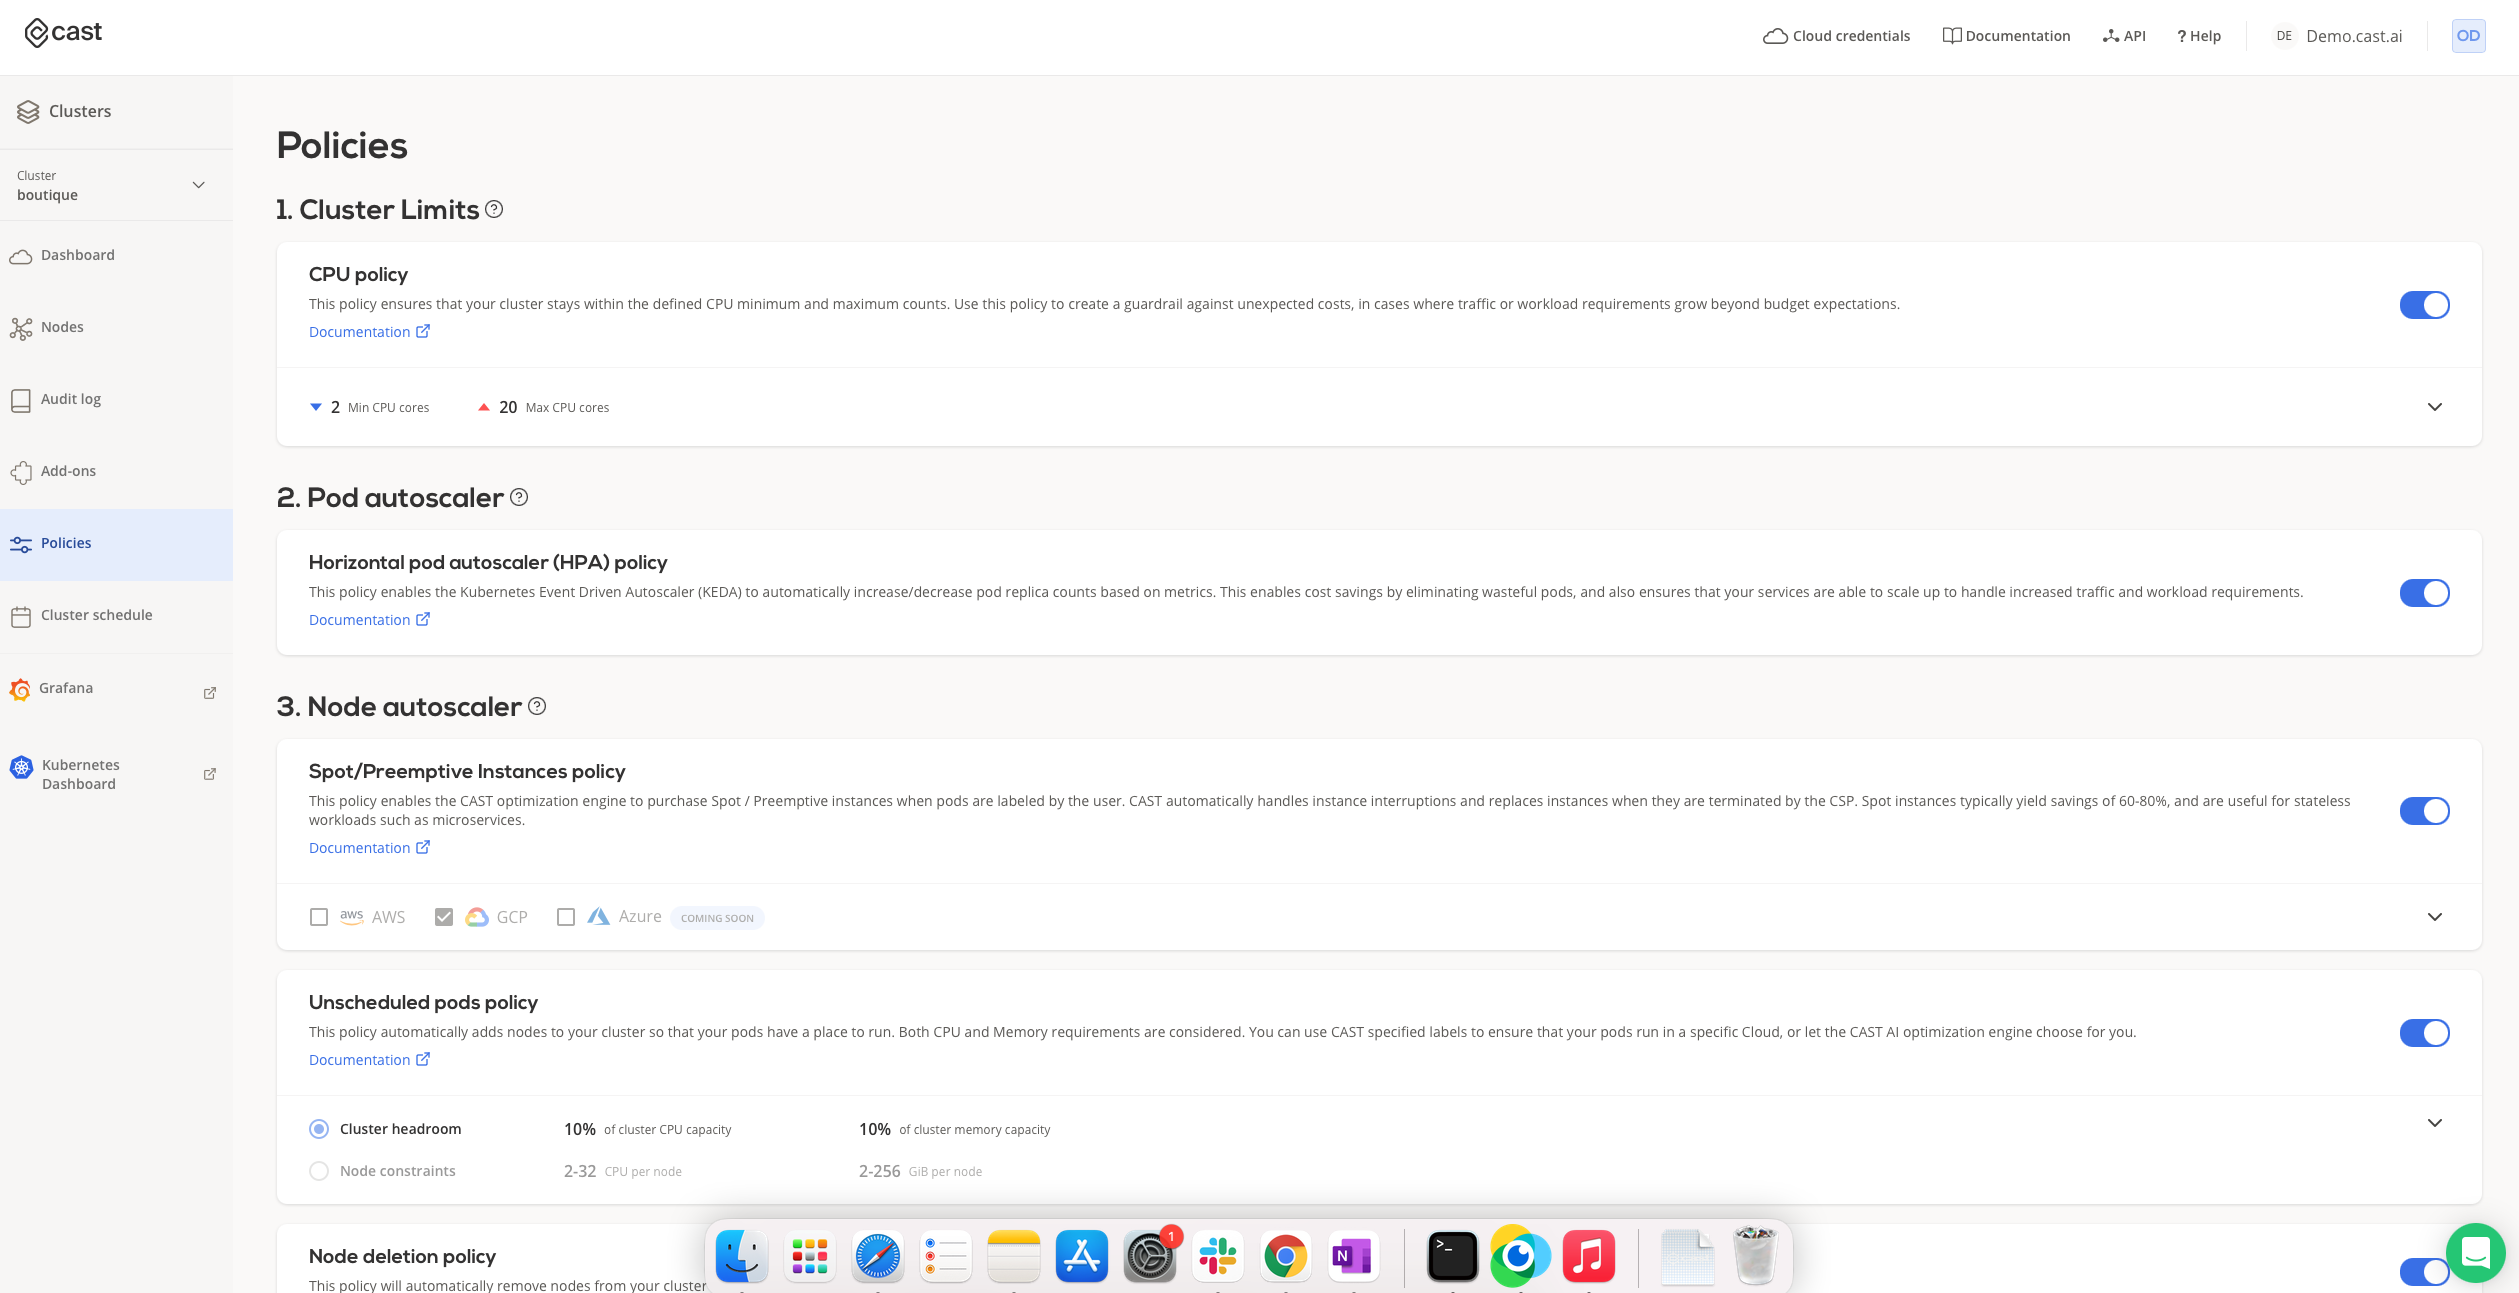 cast
Cloud credentials
Documentation
API
? Help
DE
Demo.cast.ai
OD
Clusters
Cluster
boutique
Dashboard
Nodes
Audit log
Add-ons
Policies
Cluster schedule
Grafana
Kubernetes
Dashboard
Policies
1. Cluster Limits ?
CPU policy
This policy ensures that your cluster stays within the defined CPU minimum and maximum counts. Use this policy to create a guardrail against unexpected costs, in cases where traffic or workload requirements grow beyond budget expectations.
Documentation
2 Min CPU cores
20 Max CPU cores
2. Pod autoscaler ?
Horizontal pod autoscaler (HPA) policy
This policy enables the Kubernetes Event Driven Autoscaler (KEDA) to automatically increase/decrease pod replica counts based on metrics. This enables cost savings by eliminating wasteful pods, and also ensures that your services are able to scale up to handle increased traffic and workload requirements.
Documentation
3. Node autoscaler ?
Spot/Preemptive Instances policy
This policy enables the CAST optimization engine to purchase Spot / Preemptive instances when pods are labeled by the user. CAST automatically handles instance interruptions and replaces instances when they are terminated by the CSP. Spot instances typically yield savings of 60-80%, and are useful for stateless
workloads such as microservices.
Documentation
aws AWS
GCP
Azure COMING SOON
Unscheduled pods policy
This policy automatically adds nodes to your cluster so that your pods have a place to run. Both CPU and Memory requirements are considered. You can use CAST specified labels to ensure that your pods run in a specific Cloud, or let the CAST AI optimization engine choose for you.
Documentation
Cluster headroom 10% of cluster CPU capacity 10% of cluster memory capacity
Node constraints 2-32 CPU per node 2-256 GiB per node
Node deletion policy
This policy will automatically remove nodes from your cluster
1
N
>_